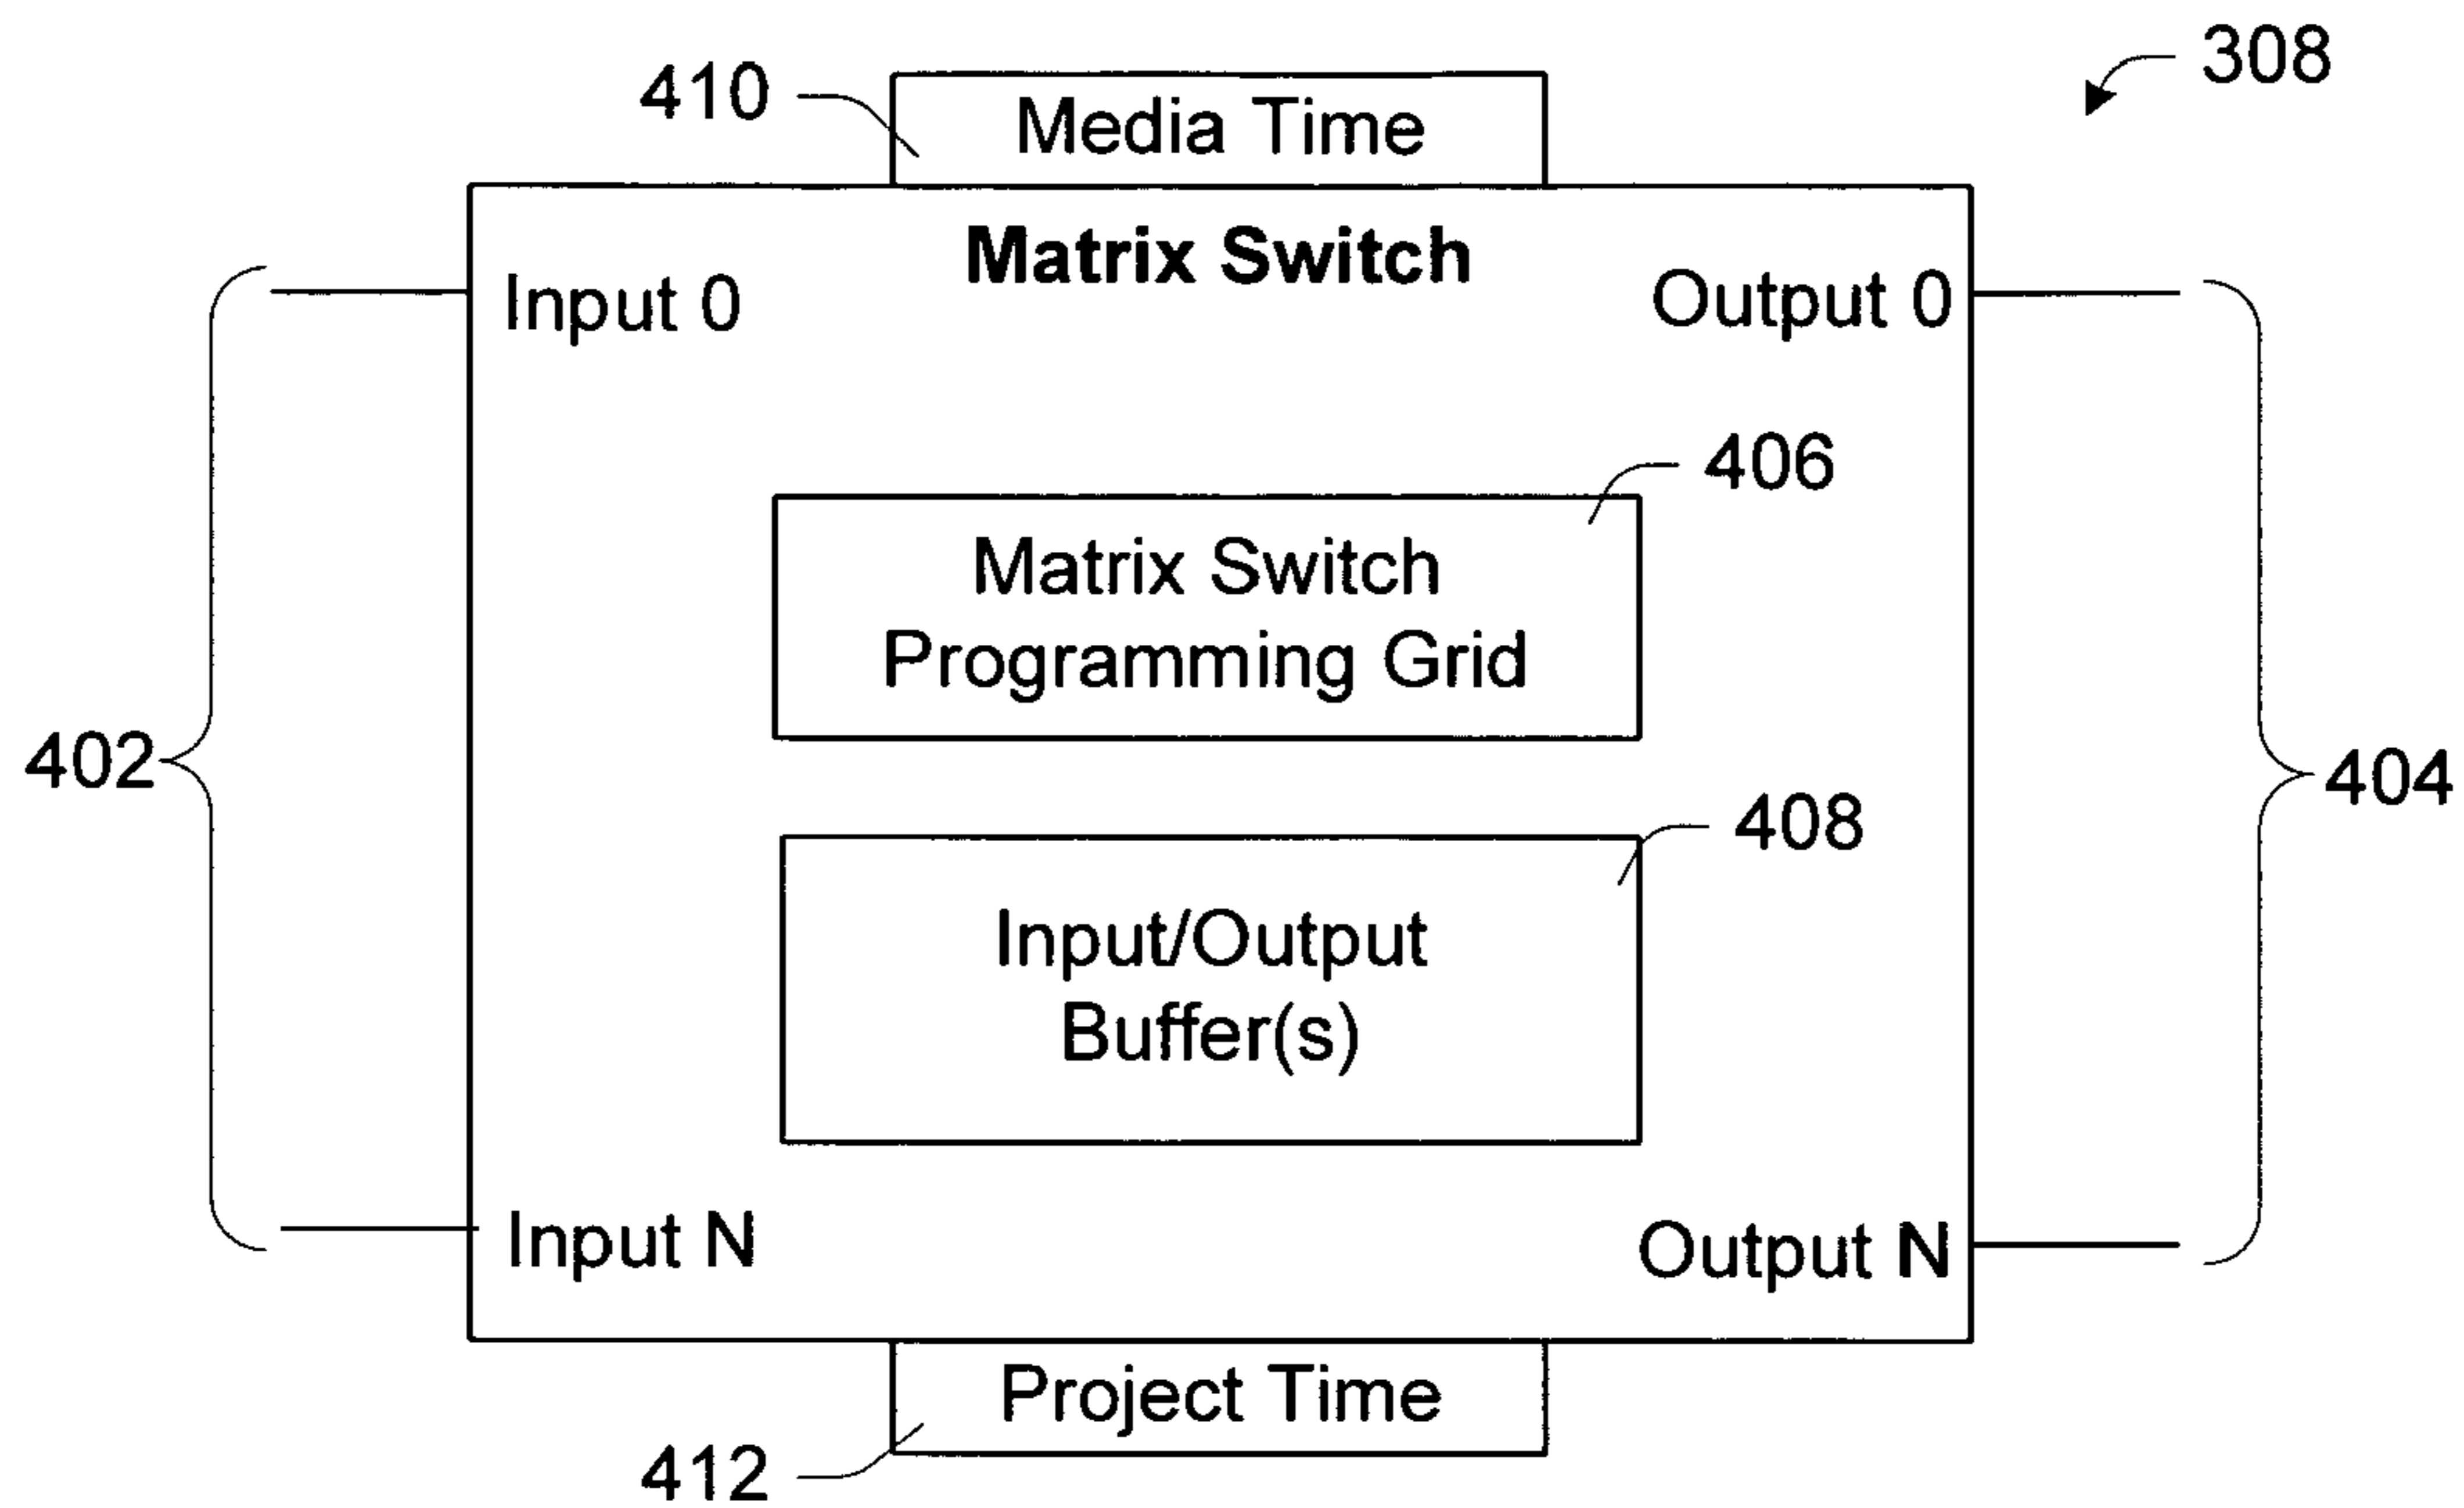 308
410
Media Time
Matrix Switch
Input 0
Output 0
406
Matrix Switch
Programming Grid
402
404
408
Input/Output
Buffer(s)
Input N
Output N
Project Time
412